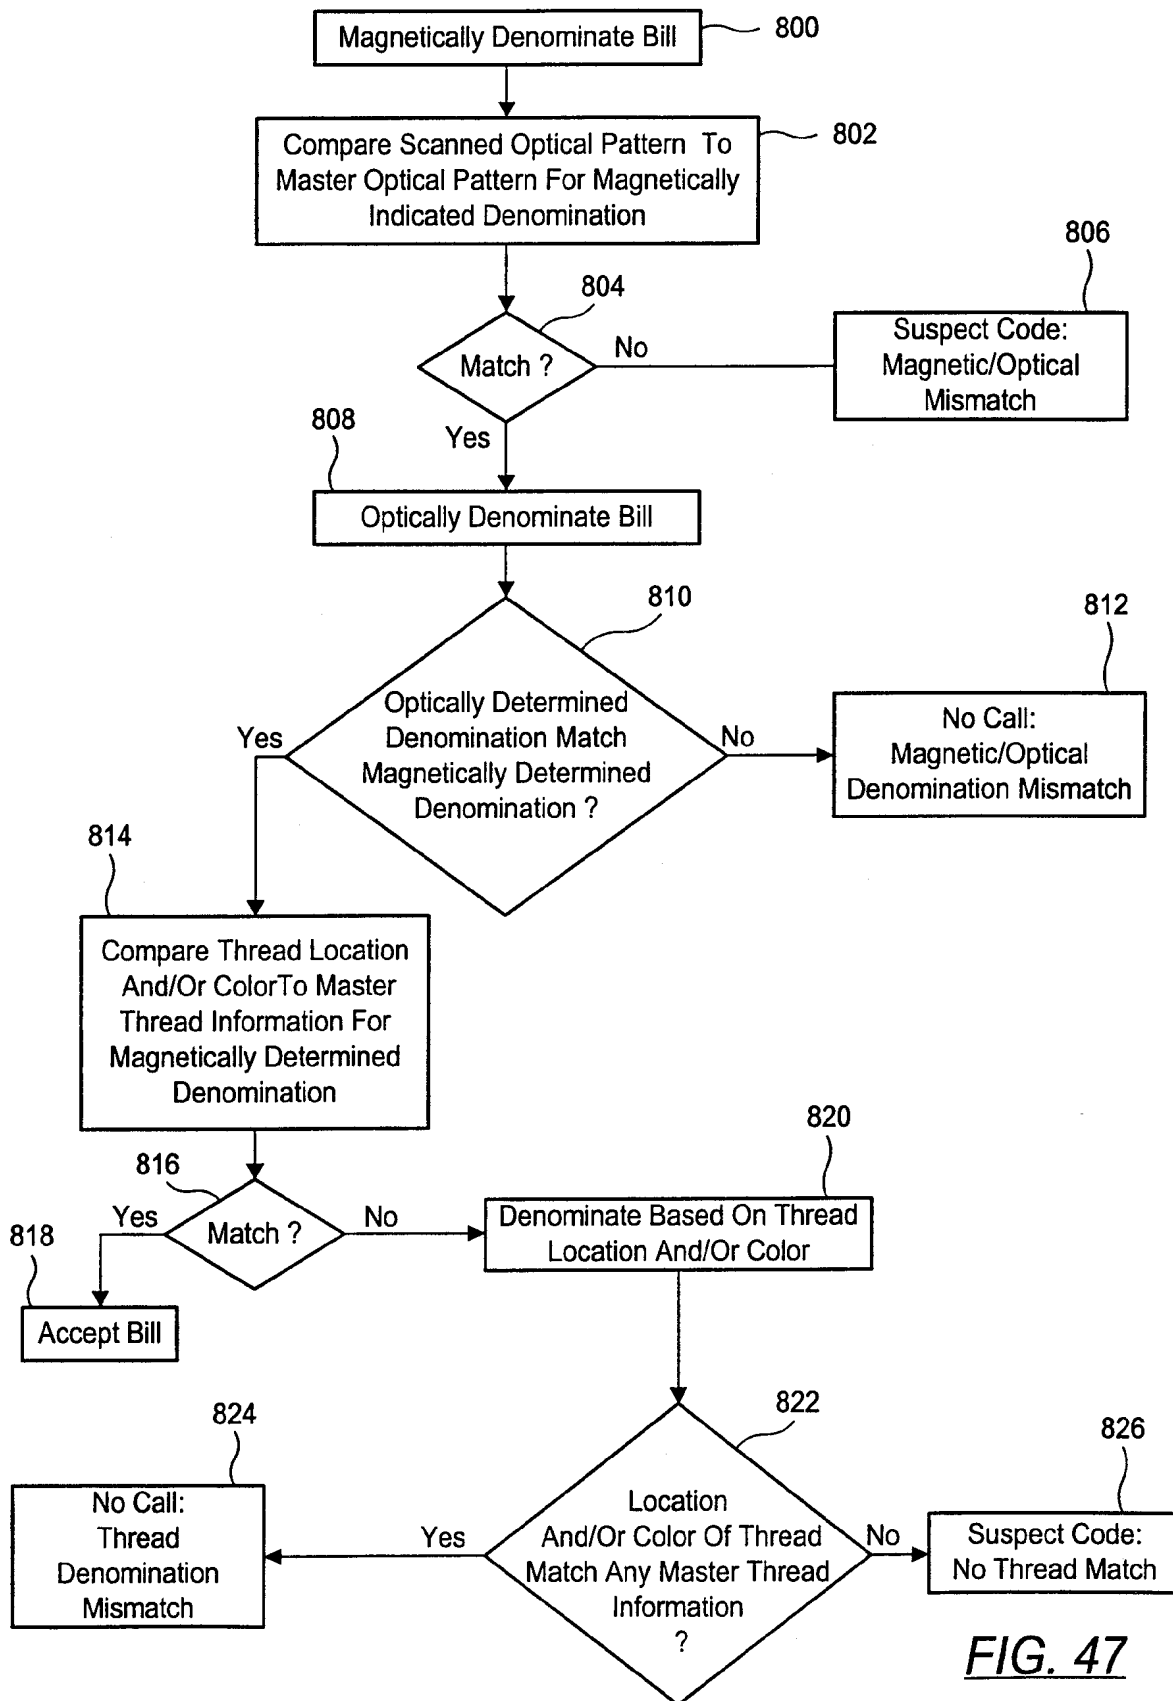 Magnetically Denominate Bill
800
Compare Scanned Optical Pattern To
Master Optical Pattern For Magnetically
Indicated Denomination
802
804
Match ?
No
806
Suspect Code:
Magnetic/Optical
Mismatch
Yes
808
Optically Denominate Bill
810
Optically Determined
Denomination Match
Magnetically Determined
Denomination ?
Yes
No
812
No Call:
Magnetic/Optical
Denomination Mismatch
814
Compare Thread Location
And/Or ColorTo Master
Thread Information For
Magnetically Determined
Denomination
816
Match ?
Yes
No
818
Accept Bill
820
Denominate Based On Thread
Location And/Or Color
822
Location
And/Or Color Of Thread
Match Any Master Thread
Information
?
Yes
No
824
No Call:
Thread
Denomination
Mismatch
826
Suspect Code:
No Thread Match
FIG. 47